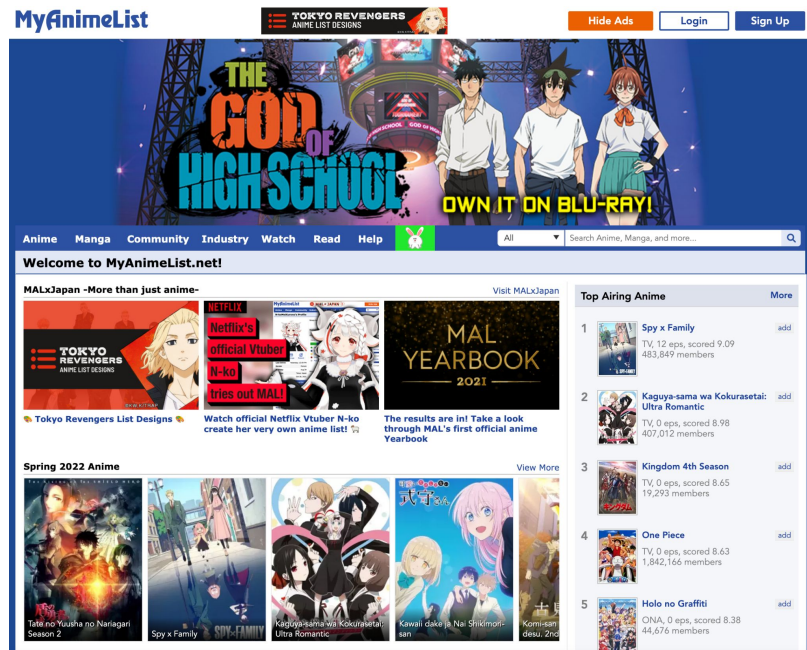 MyAnimeList
TOKYO REVENGERS
ANIME LIST DESIGNS
Hide Ads
Login
Sign Up
THE
GOD
OF
HIGH SCHOOL
OWN IT ON BLU-RAY!
Anime Manga Community Industry Watch Read Help
All
Search Anime, Manga, and more...
Welcome to MyAnimeList.net!
MALxJapan -More than just anime-
Visit MALxJapan
TOKYO
REVENGERS
ANIME LIST DESIGNS
Tokyo Revengers List Designs
NETFLIX
Netflix's
official Vtuber
N-ko
tries out MAL!
Watch official Netflix Vtuber N-ko
create her very own anime list!
MAL
YEARBOOK
2021
The results are in! Take a look
through MAL's first official anime
Yearbook
Spring 2022 Anime
View More
Tate no Yuusha no Nariagari
Season 2
SPY×FAMILY
Spy x Family
Kaguya-sama wa Kokurasetai:
Ultra Romantic
Kawaii dake ja Nai Shikimori-
san
Komi-san
desu. 2nd
Top Airing Anime
More
1
Spy x Family
add
TV, 12 eps, scored 9.09
483,849 members
2
Kaguya-sama wa Kokurasetai:
Ultra Romantic
add
TV, 0 eps, scored 8.98
407,012 members
3
Kingdom 4th Season
add
TV, 0 eps, scored 8.65
19,293 members
4
One Piece
add
TV, 0 eps, scored 8.63
1,842,166 members
5
Holo no Graffiti
add
ONA, 0 eps, scored 8.38
44,676 members